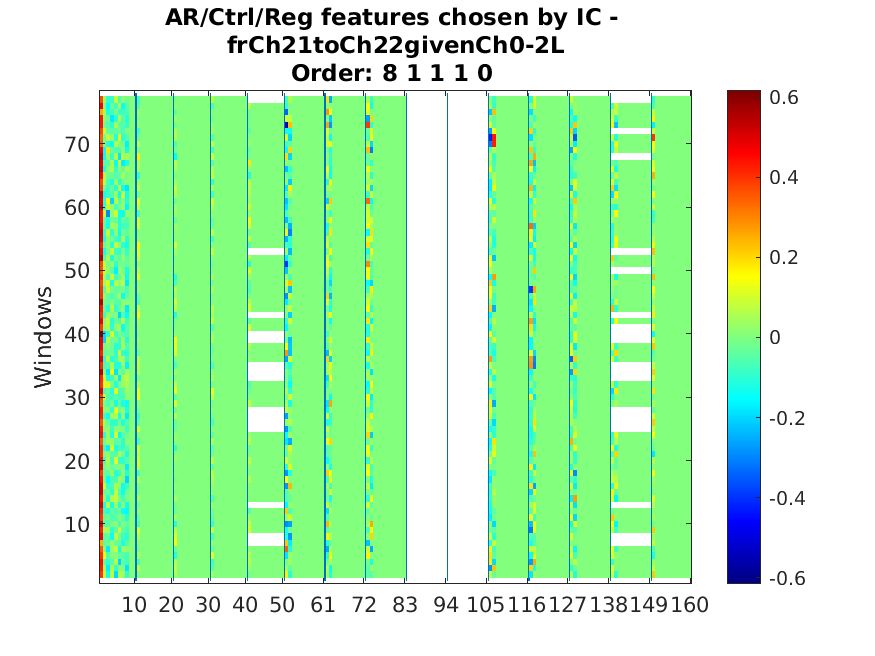 AR/Ctrl/Reg features chosen by IC -
frCh21toCh22givenCh0-2L
Order: 8 1 1 1 0
Windows
70
60
50
40
30
20
10
10 20 30 40 50 61 72 83 94 105 116 127 138 149 160
0.6
0.4
0.2
0
-0.2
-0.4
-0.6